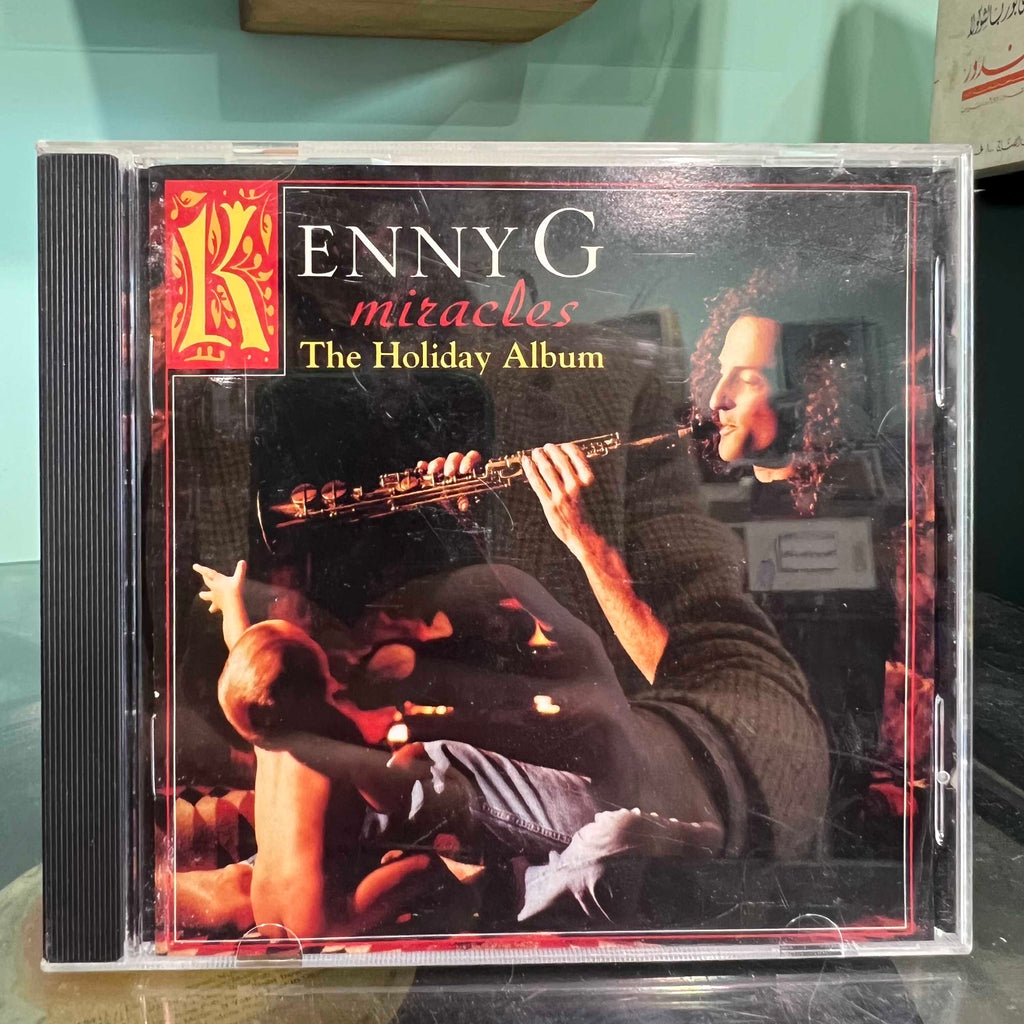 KENNY G
miracles
The Holiday Album